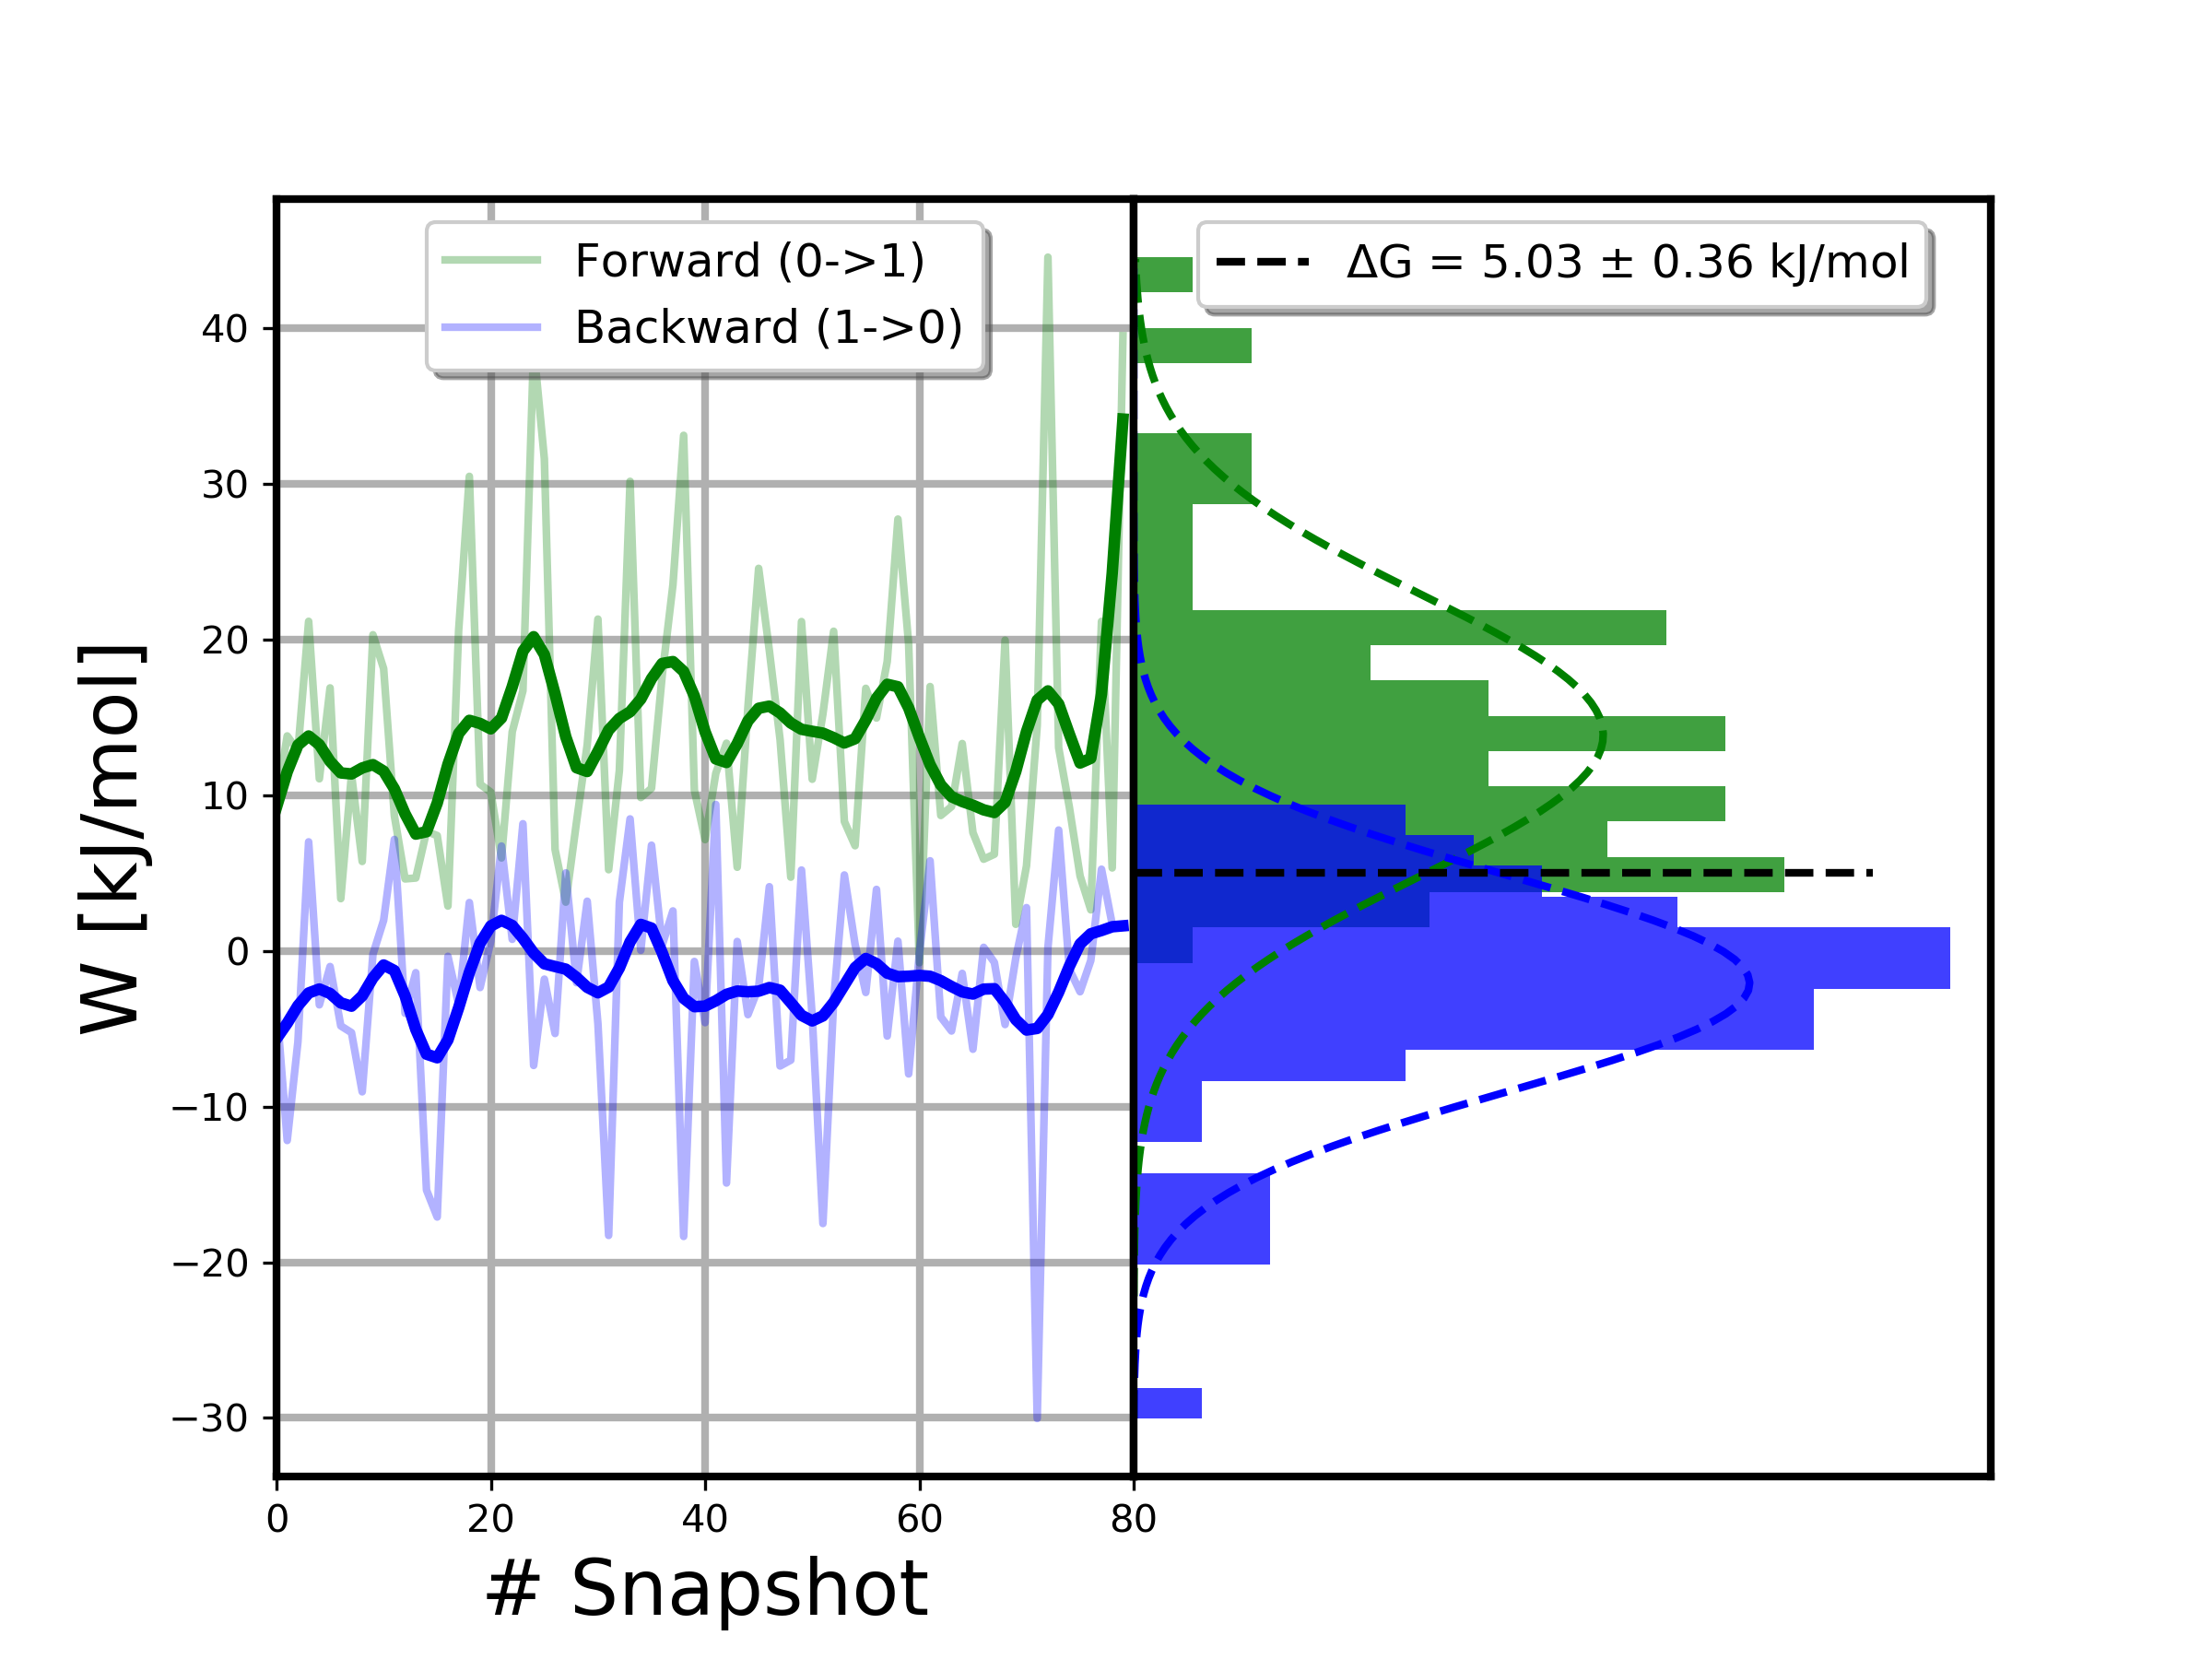 Forward (0->1)
Backward (1->0)
ΔG = 5.03 ± 0.36 kJ/mol
W [kJ/mol]
40
30
20
10
0
−10
−20
−30
0 20 40 60 80
# Snapshot